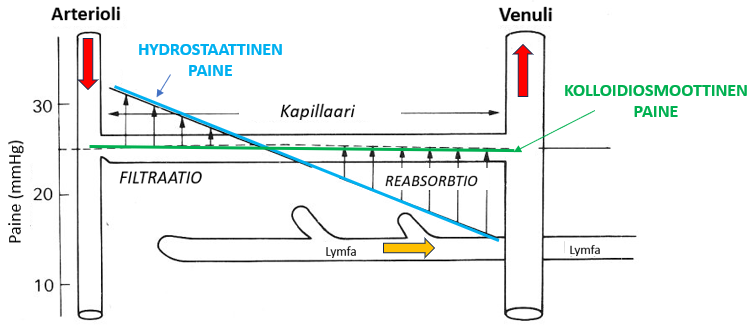 Arterioli
Venuli
HYDROSTAATTINEN
PAINE
KOLLOIDIOSMOOTTINEN
PAINE
Kapillaari
Paine (mmHg)
30
20
10
FILTRAATIO
REABSORBTIO
Lymfa
Lymfa